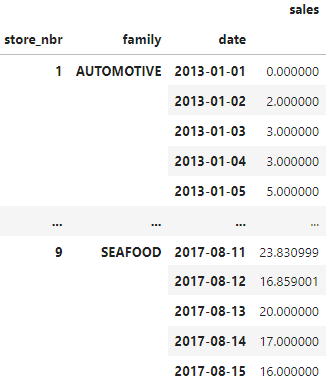 sales
store_nbr family date
1 AUTOMOTIVE 2013-01-01 0.000000
2013-01-02 2.000000
2013-01-03 3.000000
2013-01-04 3.000000
2013-01-05 5.000000
... ... ... ...
9 SEAFOOD 2017-08-11 23.830999
2017-08-12 16.859001
2017-08-13 20.000000
2017-08-14 17.000000
2017-08-15 16.000000